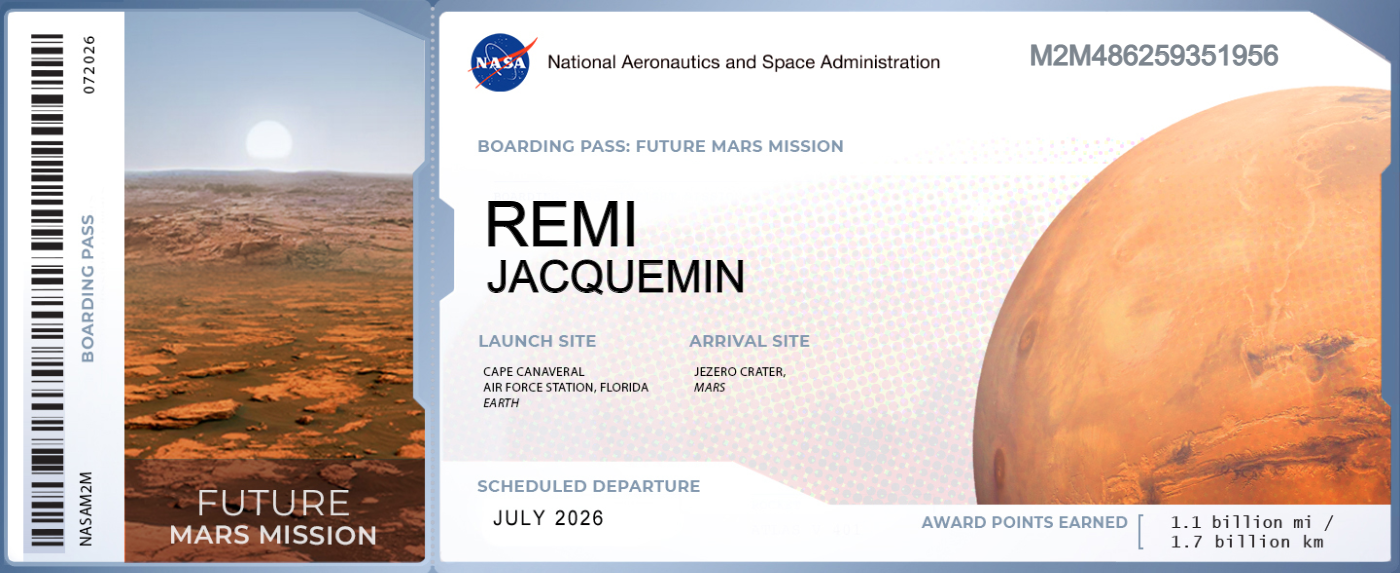 072026
BOARDING PASS
NASAM2M
FUTURE
MARS MISSION
NASA
National Aeronautics and Space Administration
M2M486259351956
BOARDING PASS: FUTURE MARS MISSION
REMI
JACQUEMIN
LAUNCH SITE
CAPE CANAVERAL
AIR FORCE STATION, FLORIDA
EARTH
ARRIVAL SITE
JEZERO CRATER,
MARS
SCHEDULED DEPARTURE
JULY 2026
AWARD POINTS EARNED
1.1 billion mi /
1.7 billion km